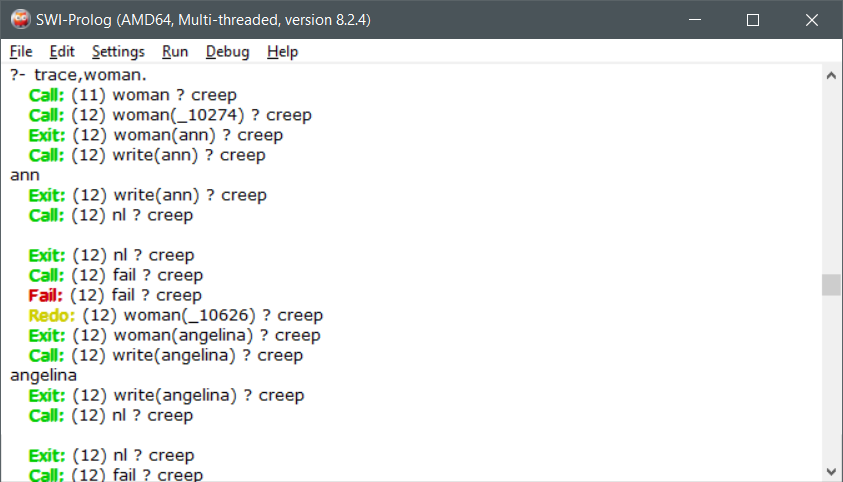 SWI-Prolog (AMD64, Multi-threaded, version 8.2.4)
File Edit Settings Run Debug Help
?- trace,woman.
Call: (11) woman ? creep
Call: (12) woman(_10274) ? creep
Exit: (12) woman(ann) ? creep
Call: (12) write(ann) ? creep
ann
Exit: (12) write(ann) ? creep
Call: (12) nl ? creep
Exit: (12) nl ? creep
Call: (12) fail ? creep
Fail: (12) fail ? creep
Redo: (12) woman(_10626) ? creep
Exit: (12) woman(angelina) ? creep
Call: (12) write(angelina) ? creep
angelina
Exit: (12) write(angelina) ? creep
Call: (12) nl ? creep
Exit: (12) nl ? creep
Call: (12) fail ? creep